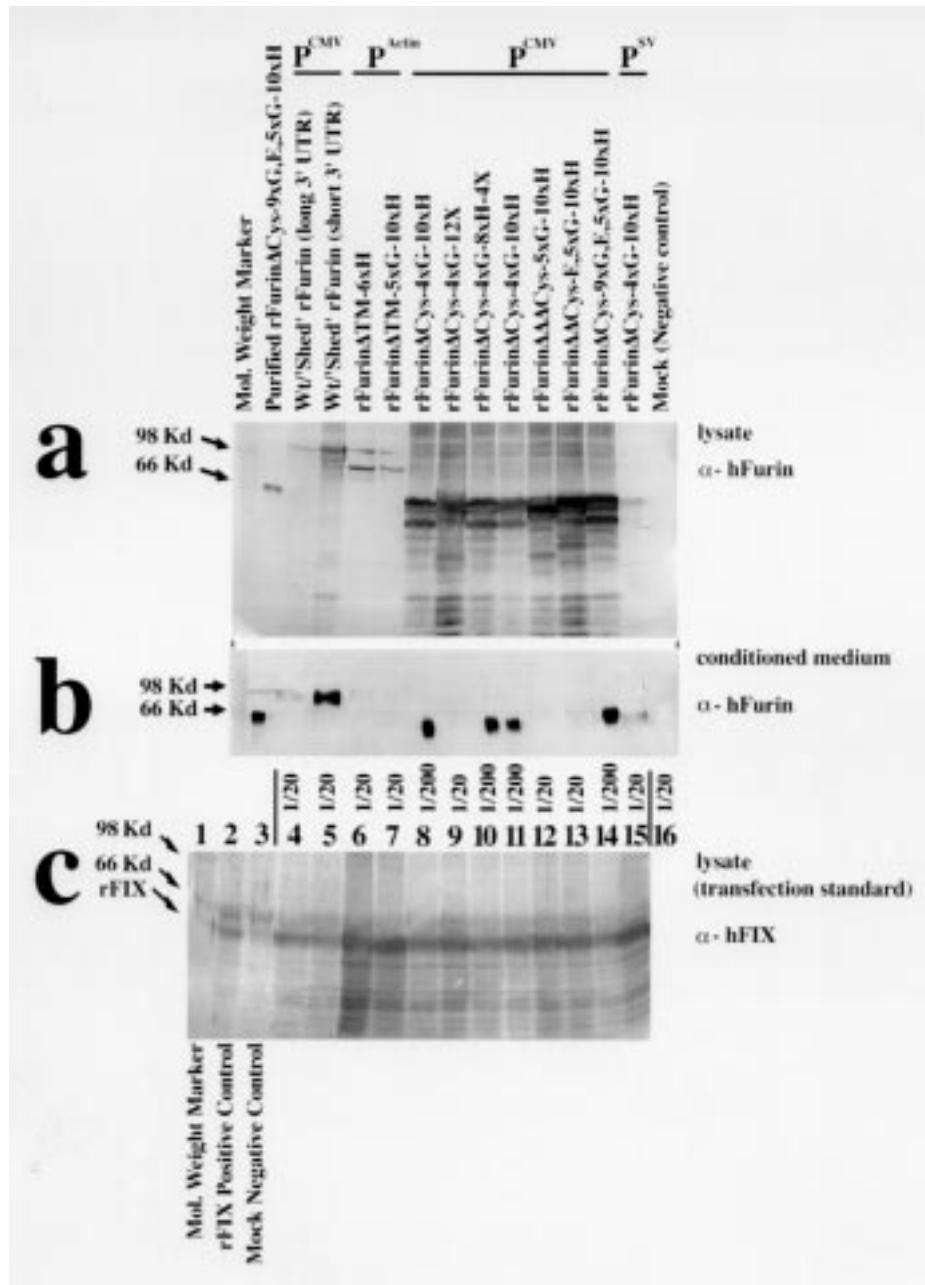 P^CMV P^Actin P^CMV P^SV
Mol. Weight Marker
Purified rFurinΔCys-9xG,E,5xG-10xH
Wt/'Shed' rFurin (long 3' UTR)
Wt/'Shed' rFurin (short 3' UTR)
rFurinΔTM-6xH
rFurinΔTM-5xG-10xH
rFurinΔCys-4xG-10xH
rFurinΔCys-4xG-12X
rFurinΔCys-4xG-8xH-4X
rFurinΔCys-4xG-10xH
rFurinΔΔΔCys-5xG-10xH
rFurinΔΔCys-E,5xG-10xH
rFurinΔCys-9xG,E,5xG-10xH
rFurinΔCys-4xG-10xH
Mock (Negative control)
a
98 Kd
66 Kd
lysate
α- hFurin
b
98 Kd
66 Kd
conditioned medium
α- hFurin
1/20 1/20 1/20 1/20 1/200 1/20 1/200 1/200 1/20 1/20 1/200 1/20 1/20
1 2 3 4 5 6 7 8 9 10 11 12 13 14 15 16
c
98 Kd
66 Kd
rFIX
lysate
(transfection standard)
α- hFIX
Mol. Weight Marker
rFIX Positive Control
Mock Negative Control